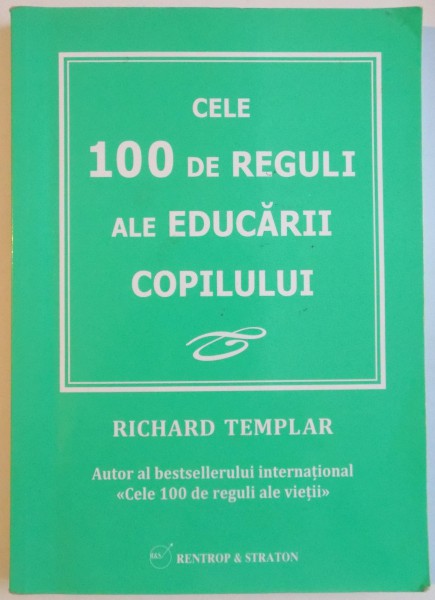 CELE
100 DE REGULI
ALE EDUCĂRII
COPILULUI
RICHARD TEMPLAR
Autor al bestsellerului internațional
«Cele 100 de reguli ale vieții»
RENTROP & STRATON